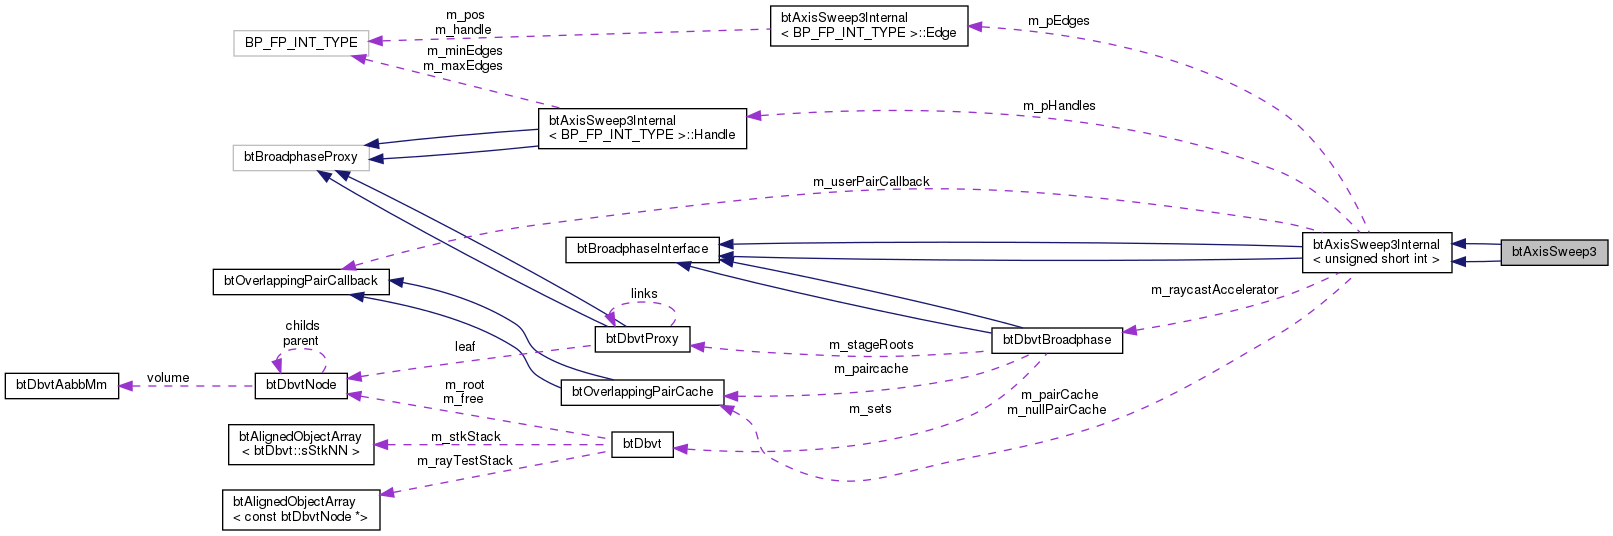 m_pos
m_handle
btAxisSweep3Internal
< BP_FP_INT_TYPE >::Edge
m_pEdges
BP_FP_INT_TYPE
m_minEdges
m_maxEdges
m_pHandles
btAxisSweep3Internal
< BP_FP_INT_TYPE >::Handle
btBroadphaseProxy
m_userPairCallback
btBroadphaseInterface
btAxisSweep3Internal
< unsigned short int >
btAxisSweep3
btOverlappingPairCallback
links
m_raycastAccelerator
childs
parent
btDbvtProxy
btDbvtBroadphase
leaf
m_stageRoots
m_paircache
btDbvtAabbMm
volume
btDbvtNode
m_root
m_free
btOverlappingPairCache
m_sets
m_pairCache
m_nullPairCache
btAlignedObjectArray
< btDbvt::sStkNN >
m_stkStack
btDbvt
m_rayTestStack
btAlignedObjectArray
< const btDbvtNode *>